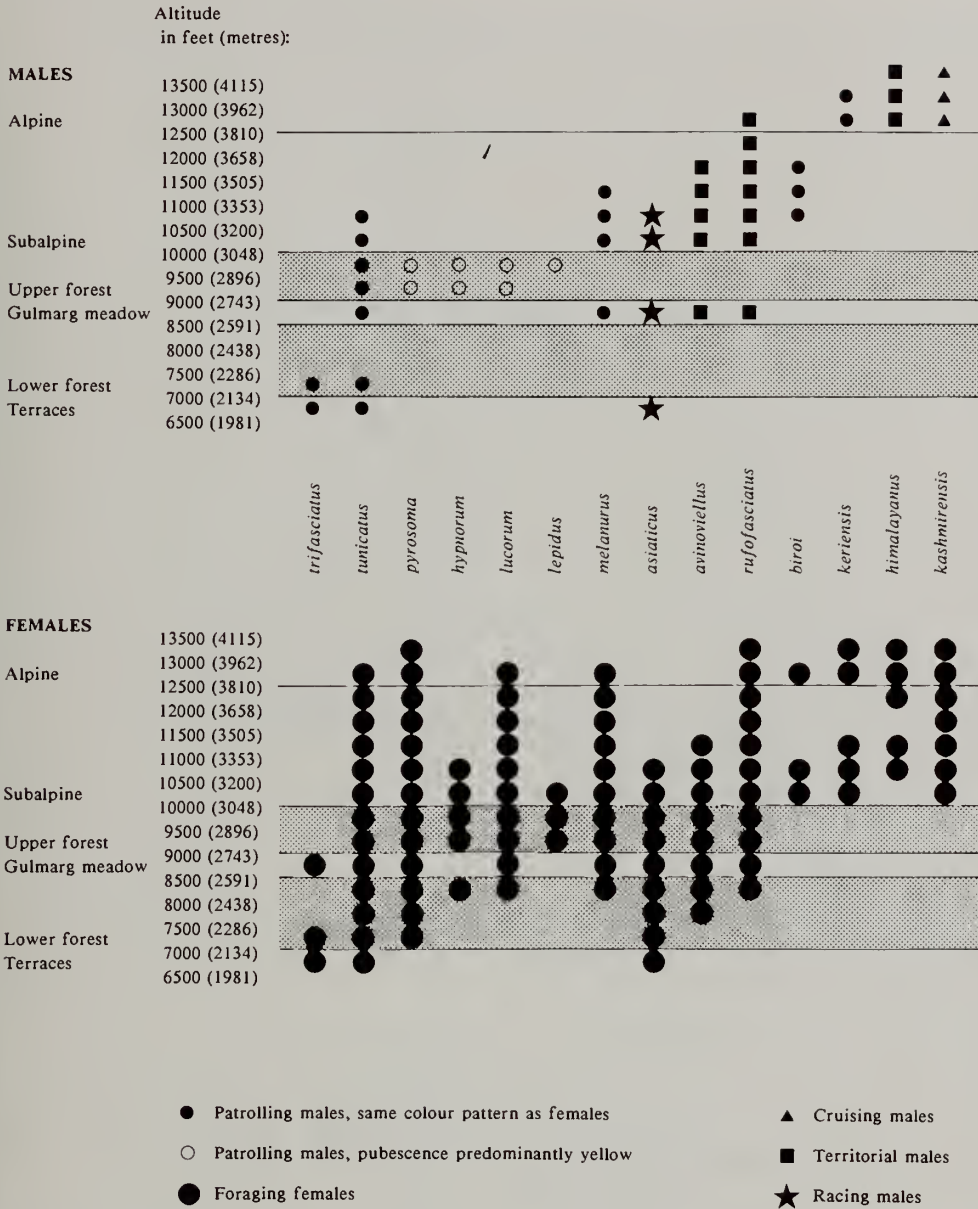 Altitude
in feet (metres):
MALES
13500 (4115)
13000 (3962)
Alpine
12500 (3810)
12000 (3658)
11500 (3505)
11000 (3353)
10500 (3200)
Subalpine
10000 (3048)
9500 (2896)
Upper forest
9000 (2743)
Gulmarg meadow
8500 (2591)
8000 (2438)
7500 (2286)
Lower forest
7000 (2134)
Terraces
6500 (1981)
trifasciatus
tunicatus
pyrosoma
hypnorum
lucorum
lepidus
melanurus
asiaticus
avinoviellus
rufofasciatus
biroi
keriensis
himalayanus
kashmirensis
FEMALES
13500 (4115)
13000 (3962)
Alpine
12500 (3810)
12000 (3658)
11500 (3505)
11000 (3353)
10500 (3200)
Subalpine
10000 (3048)
9500 (2896)
Upper forest
9000 (2743)
Gulmarg meadow
8500 (2591)
8000 (2438)
7500 (2286)
Lower forest
7000 (2134)
Terraces
6500 (1981)
Patrolling males, same colour pattern as females
Cruising males
Patrolling males, pubescence predominantly yellow
Territorial males
Foraging females
Racing males